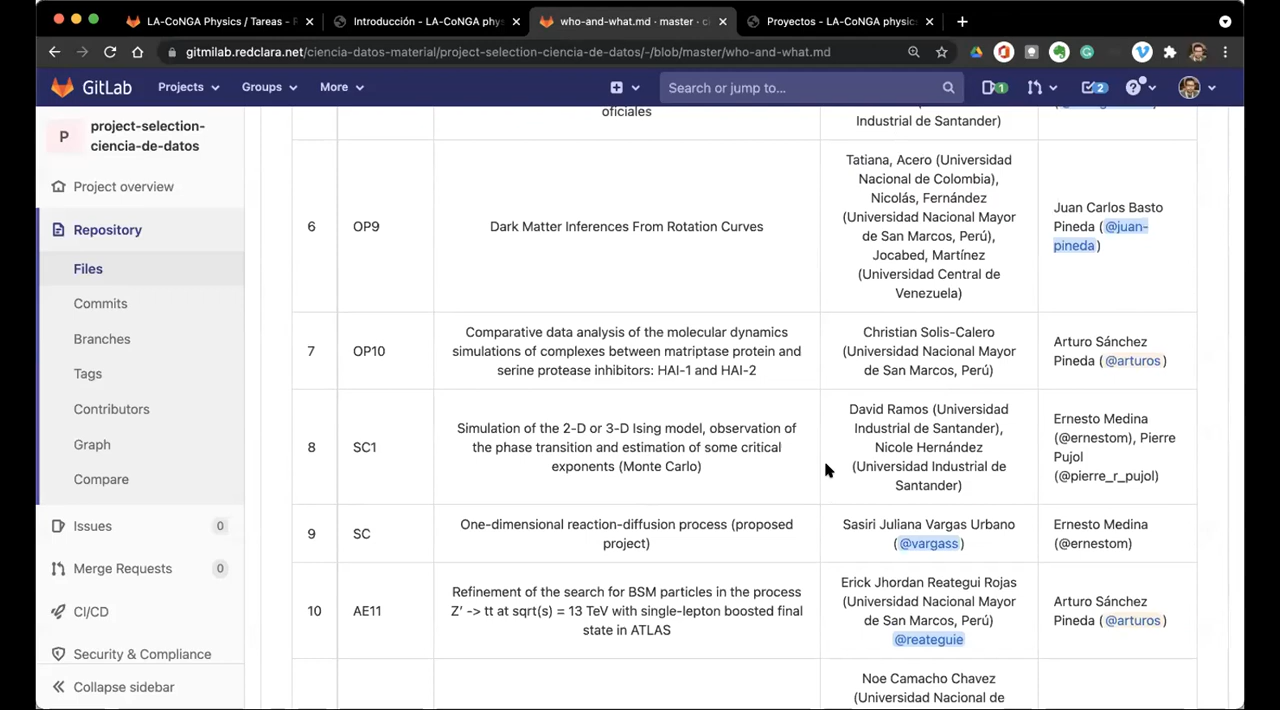 LA-CoNGA Physics / Tareas - F
Introducción - LA-CoNGA phy
who-and-what.md · master · ci
Proyectos - LA-CoNGA physics
gitmilab.redclara.net/ciencia-datos-material/project-selection-ciencia-de-datos/-/blob/master/who-and-what.md
GitLab
Projects
Groups
More
Search or jump to...
1
2
P
project-selection-
ciencia-de-datos
Project overview
Repository
Files
Commits
Branches
Tags
Contributors
Graph
Compare
Issues
0
Merge Requests
0
CI/CD
Security & Compliance
Collapse sidebar
oficiales
Industrial de Santander)
6
OP9
Dark Matter Inferences From Rotation Curves
Tatiana, Acero (Universidad
Nacional de Colombia),
Nicolás, Fernández
(Universidad Nacional Mayor
de San Marcos, Perú),
Jocabed, Martínez
(Universidad Central de
Venezuela)
Juan Carlos Basto
Pineda (@juan-
pineda)
7
OP10
Comparative data analysis of the molecular dynamics
simulations of complexes between matriptase protein and
serine protease inhibitors: HAI-1 and HAI-2
Christian Solis-Calero
(Universidad Nacional Mayor
de San Marcos, Perú)
Arturo Sánchez
Pineda (@arturos)
8
SC1
Simulation of the 2-D or 3-D Ising model, observation of
the phase transition and estimation of some critical
exponents (Monte Carlo)
David Ramos (Universidad
Industrial de Santander),
Nicole Hernández
(Universidad Industrial de
Santander)
Ernesto Medina
(@ernestom), Pierre
Pujol
(@pierre_r_pujol)
9
SC
One-dimensional reaction-diffusion process (proposed
project)
Sasiri Juliana Vargas Urbano
(@vargass)
Ernesto Medina
(@ernestom)
10
AE11
Refinement of the search for BSM particles in the process
Z' -> tt at sqrt(s) = 13 TeV with single-lepton boosted final
state in ATLAS
Erick Jhordan Reategui Rojas
(Universidad Nacional Mayor
de San Marcos, Perú)
@reateguie
Arturo Sánchez
Pineda (@arturos)
Noe Camacho Chavez
(Universidad Nacional de